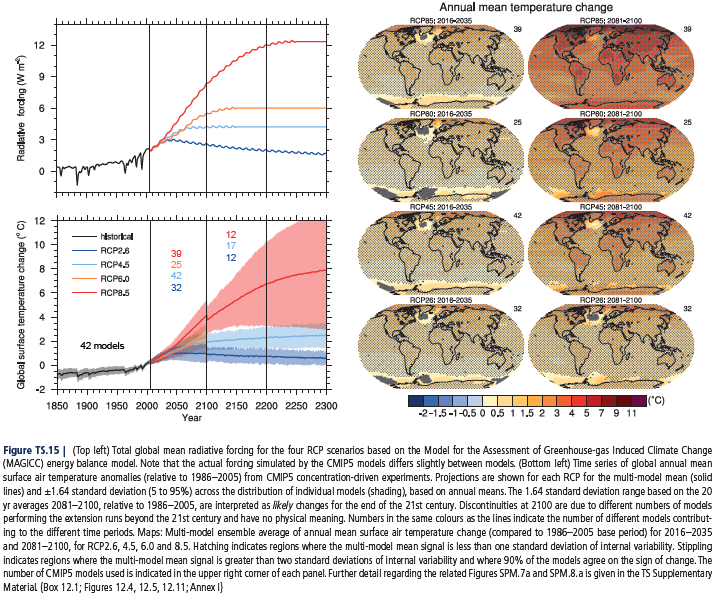 Annual mean temperature change
12
9
6
3
0
Radiative forcing (W m⁻²)
RCP85: 2016-2035
39
RCP85: 2081-2100
39
RCP60: 2016-2035
25
RCP60: 2081-2100
25
RCP45: 2016-2035
42
RCP45: 2081-2100
42
RCP26: 2016-2035
32
RCP26: 2081-2100
32
-2 -1.5 -1 -0.5 0 0.5 1 1.5 2 3 4 5 7 9 11 (°C)
12
10
8
6
4
2
0
-2
Global surface temperature change (°C)
historical
RCP2.6
RCP4.5
RCP6.0
RCP8.5
39
25
42
32
12
17
12
42 models
1850 1900 1950 2000 2050 2100 2150 2200 2250 2300
Year
Figure TS.15 | (Top left) Total global mean radiative forcing for the four RCP scenarios based on the Model for the Assessment of Greenhouse-gas Induced Climate Change
(MAGICC) energy balance model. Note that the actual forcing simulated by the CMIP5 models differs slightly between models. (Bottom left) Time series of global annual mean
surface air temperature anomalies (relative to 1986–2005) from CMIP5 concentration-driven experiments. Projections are shown for each RCP for the multi-model mean (solid
lines) and ±1.64 standard deviation (5 to 95%) across the distribution of individual models (shading), based on annual means. The 1.64 standard deviation range based on the 20
yr averages 2081–2100, relative to 1986–2005, are interpreted as likely changes for the end of the 21st century. Discontinuities at 2100 are due to different numbers of models
performing the extension runs beyond the 21st century and have no physical meaning. Numbers in the same colours as the lines indicate the number of different models contribut-
ing to the different time periods. Maps: Multi-model ensemble average of annual mean surface air temperature change (compared to 1986–2005 base period) for 2016–2035
and 2081–2100, for RCP2.6, 4.5, 6.0 and 8.5. Hatching indicates regions where the multi-model mean signal is less than one standard deviation of internal variability. Stippling
indicates regions where the multi-model mean signal is greater than two standard deviations of internal variability and where 90% of the models agree on the sign of change. The
number of CMIP5 models used is indicated in the upper right corner of each panel. Further detail regarding the related Figures SPM.7a and SPM.8.a is given in the TS Supplementary
Material. {Box 12.1; Figures 12.4, 12.5, 12.11; Annex I}